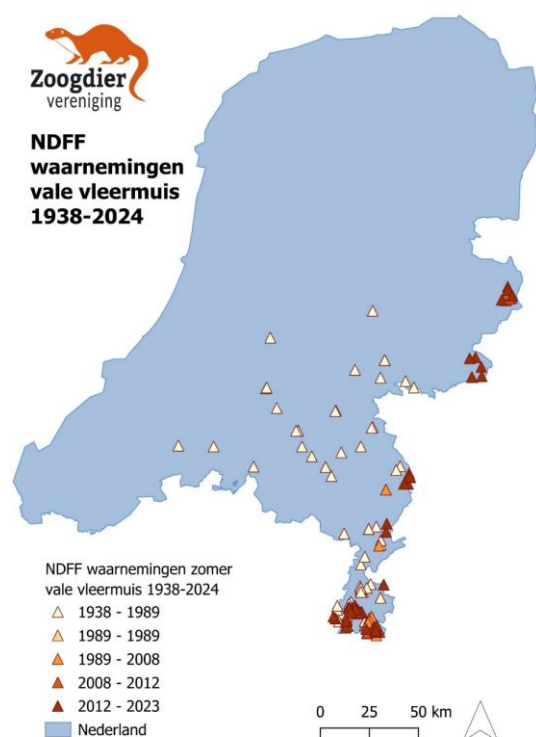 Zoogdier
vereniging
NDFF
waarnemingen
vale vleermuis
1938-2024
NDFF waarnemingen zomer
vale vleermuis 1938-2024
1938 - 1989
1989 - 1989
1989 - 2008
2008 - 2012
2012 - 2023
Nederland
0 25 50 km